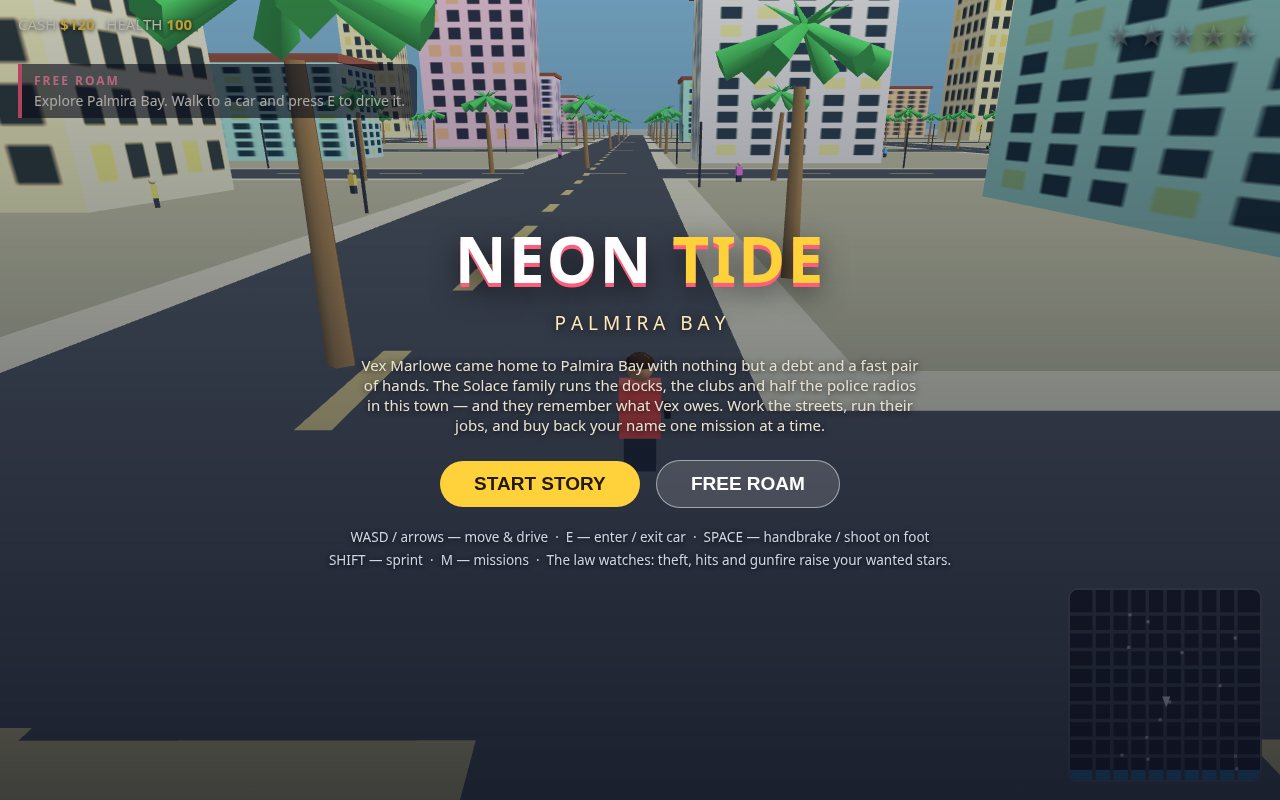 CASH $120 HEALTH 100
★ ★ ★ ★ ★
FREE ROAM
Explore Palmira Bay. Walk to a car and press E to drive it.
NEON TIDE
PALMIRA BAY
Vex Marlowe came home to Palmira Bay with nothing but a debt and a fast pair
of hands. The Solace family runs the docks, the clubs and half the police radios
in this town — and they remember what Vex owes. Work the streets, run their
jobs, and buy back your name one mission at a time.
START STORY
FREE ROAM
WASD / arrows — move & drive · E — enter / exit car · SPACE — handbrake / shoot on foot
SHIFT — sprint · M — missions · The law watches: theft, hits and gunfire raise your wanted stars.